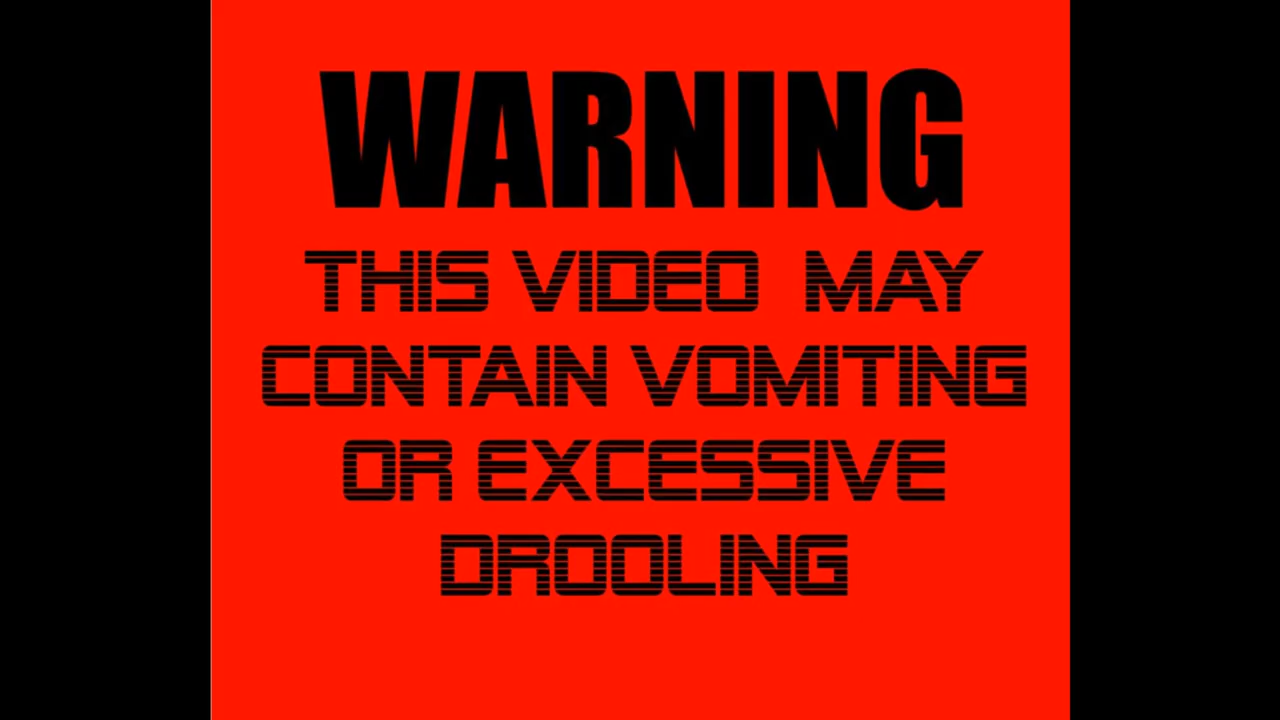 WARNING
THIS VIDEO MAY
CONTAIN VOMITING
OR EXCESSIVE
DROOLING